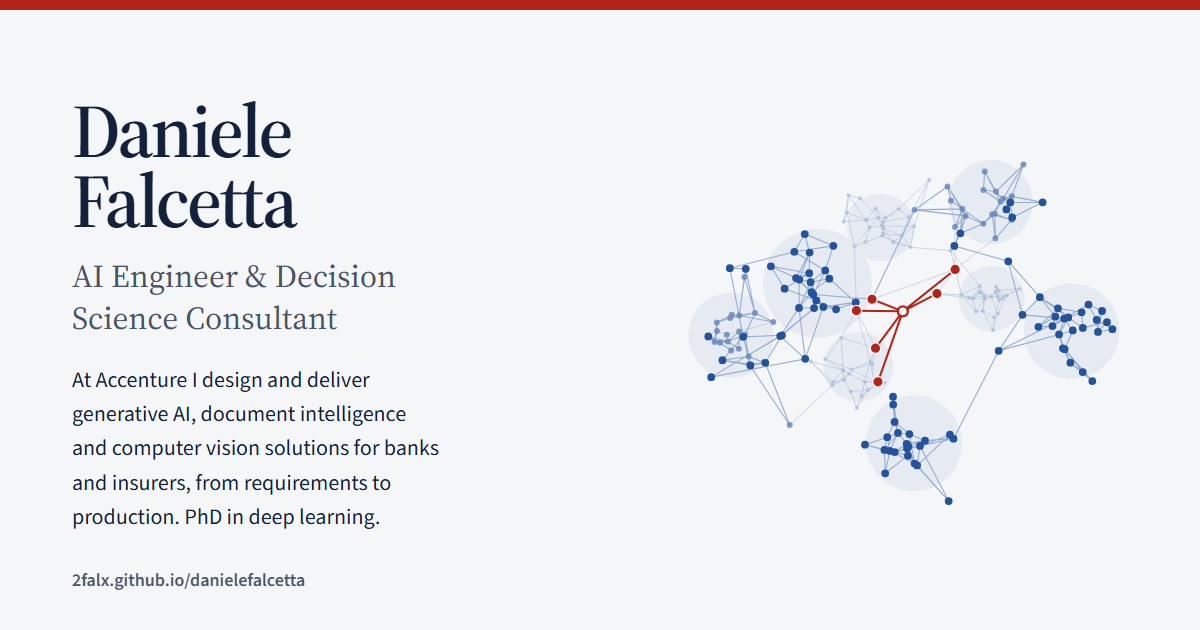 Daniele
Falcetta
AI Engineer & Decision
Science Consultant
At Accenture I design and deliver
generative AI, document intelligence
and computer vision solutions for banks
and insurers, from requirements to
production. PhD in deep learning.
2falx.github.io/danielefalcetta